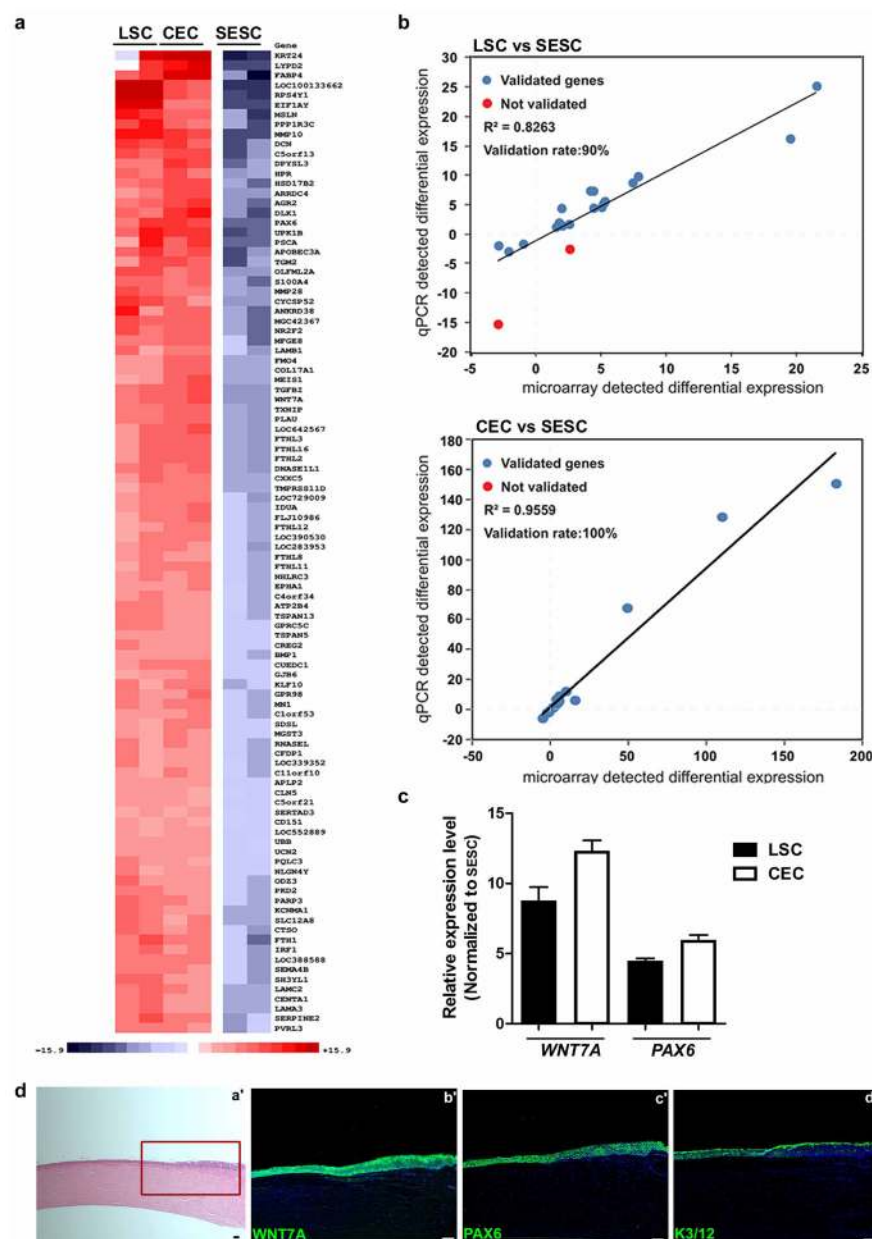 a
LSC CEC SESC
Gene
KRT24
LYPD2
FABP4
LOC100133662
RPS4Y1
EIF1AY
MSLN
PPP1R3C
MMP10
DCN
C5orf13
DPYSL3
HPR
HSD17B2
ARRDC4
AGR2
DLK1
PAX6
UPK1B
PSCA
APOBEC3A
TGM2
OLFML2A
S100A4
MMP28
CYCSP52
ANKRD38
MGC42367
NR2F2
MFGE8
LAMB1
FMO4
COL17A1
MEIS1
TGFBI
WNT7A
TXNIP
PLAU
LOC642567
FTHL3
FTHL16
FTHL2
DNASE1L1
CXXC5
TMPRSS11D
LOC729009
IDUA
FLJ10986
FTHL12
LOC390530
LOC283953
FTHL8
FTHL11
NHLRC3
EPHA1
C4orf34
ATP2B4
TSPAN13
GPRC5C
TSPAN5
CREG2
BMP1
CUEDC1
GJB6
KLF10
GPR98
MN1
C1orf53
SDSL
MGST3
RNASEL
CFDP1
LOC339352
C11orf10
APLP2
CLN5
C5orf21
SERTAD3
CD151
LOC552889
UBB
UCN2
PQLC3
NLGN4Y
ODZ3
PKD2
PARP3
KCNMA1
SLC12A8
CTSO
FTH1
IRF1
LOC388588
SEMA4B
SH3YL1
LAMC2
CENTA1
LAMA3
SERPINE2
PVRL3
-15.9 +15.9
b
LSC vs SESC
qPCR detected differential expression
30
25
20
15
10
5
0
-5
-10
-15
-20
Validated genes
Not validated
R² = 0.8263
Validation rate:90%
-5 0 5 10 15 20 25
microarray detected differential expression
CEC vs SESC
qPCR detected differential expression
180
160
140
120
100
80
60
40
20
0
-20
Validated genes
Not validated
R² = 0.9559
Validation rate:100%
-50 0 50 100 150 200
microarray detected differential expression
c
Relative expression level
(Normalized to SESC)
15
10
5
0
LSC
CEC
WNT7A PAX6
d
a' b' c' d
WNT7A PAX6 K3/12